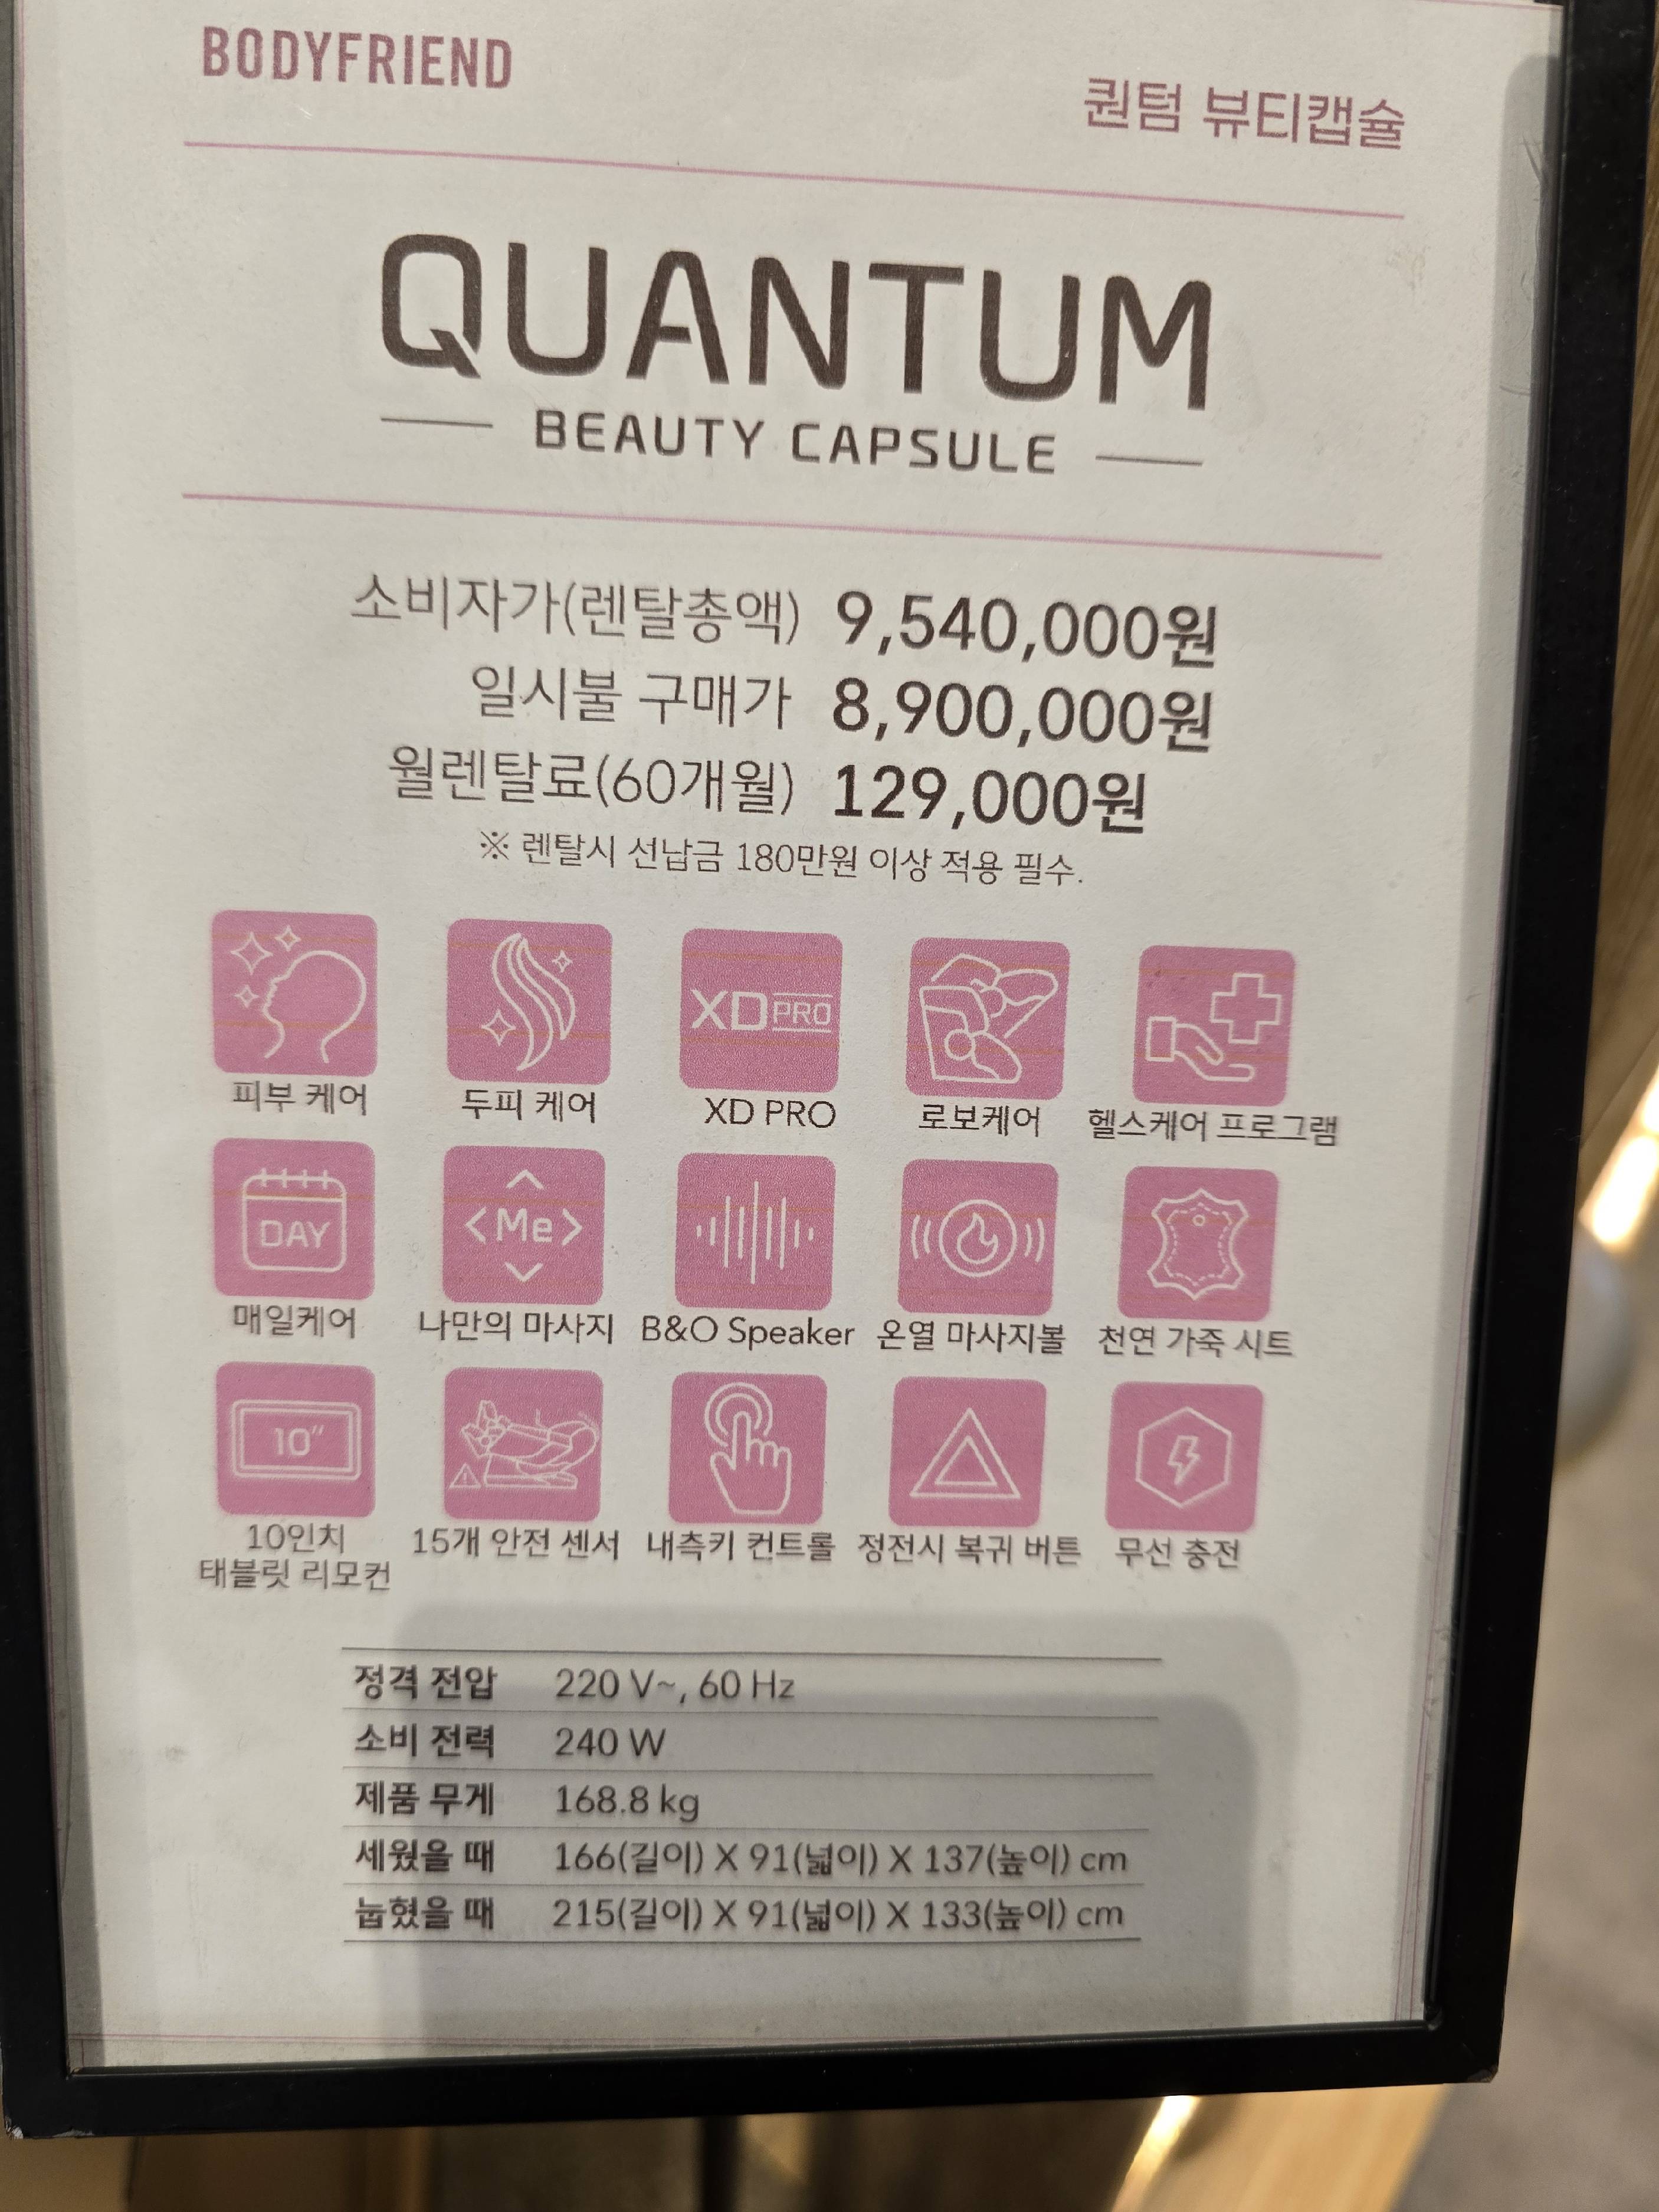 BODYFRIEND
퀀텀 뷰티캡슐
QUANTUM
BEAUTY CAPSULE
소비자가(렌탈총액) 9,540,000원
일시불 구매가 8,900,000원
월렌탈료(60개월) 129,000원
※ 렌탈시 선납금 180만원 이상 적용 필수.
XD PRO
피부 케어 두피 케어 XD PRO 로보케어 헬스케어 프로그램
DAY <Me>
매일케어 나만의 마사지 B&O Speaker 온열 마사지볼 천연 가죽 시트
10"
10인치 15개 안전 센서 내측키 컨트롤 정전시 복귀 버튼 무선 충전
태블릿 리모컨
정격 전압 220 V~, 60 Hz
소비 전력 240 W
제품 무게 168.8 kg
세웠을 때 166(길이) X 91(넓이) X 137(높이) cm
눕혔을 때 215(길이) X 91(넓이) X 133(높이) cm